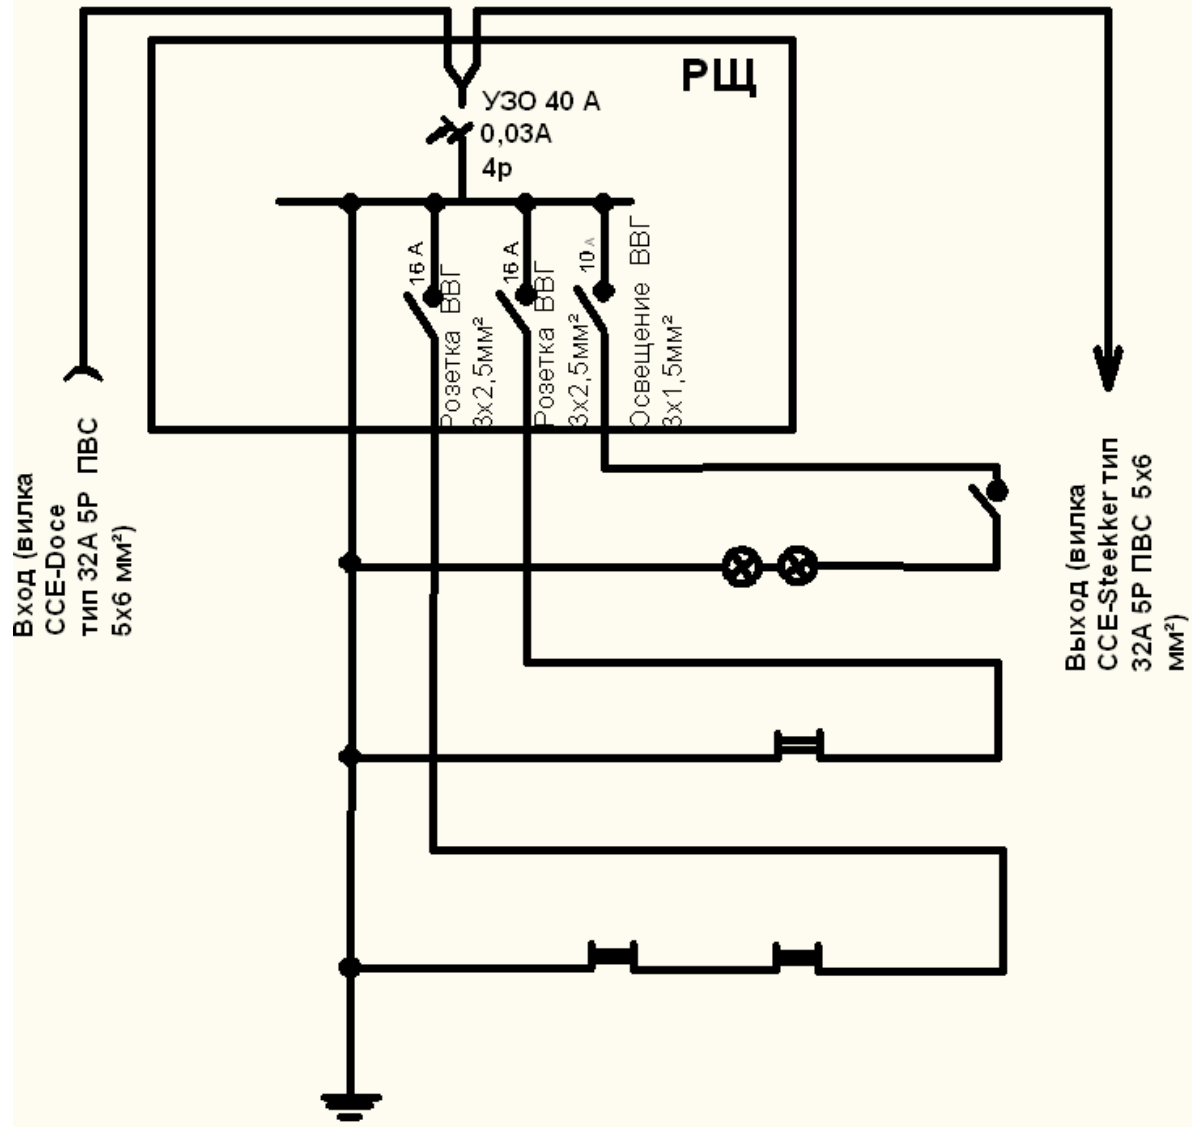 РЩ
УЗО 40 А
0,03А
4р
16 А
Розетка ВВГ
3х2,5мм²
16 А
Розетка ВВГ
3х2,5мм²
10 А
Освещение ВВГ
3х1,5мм²
Вход (вилка
CCE-Doce
тип 32А 5Р ПВС
5х6 мм²)
Выход (вилка
CCE-Steekker тип
32А 5Р ПВС 5х6
мм²)